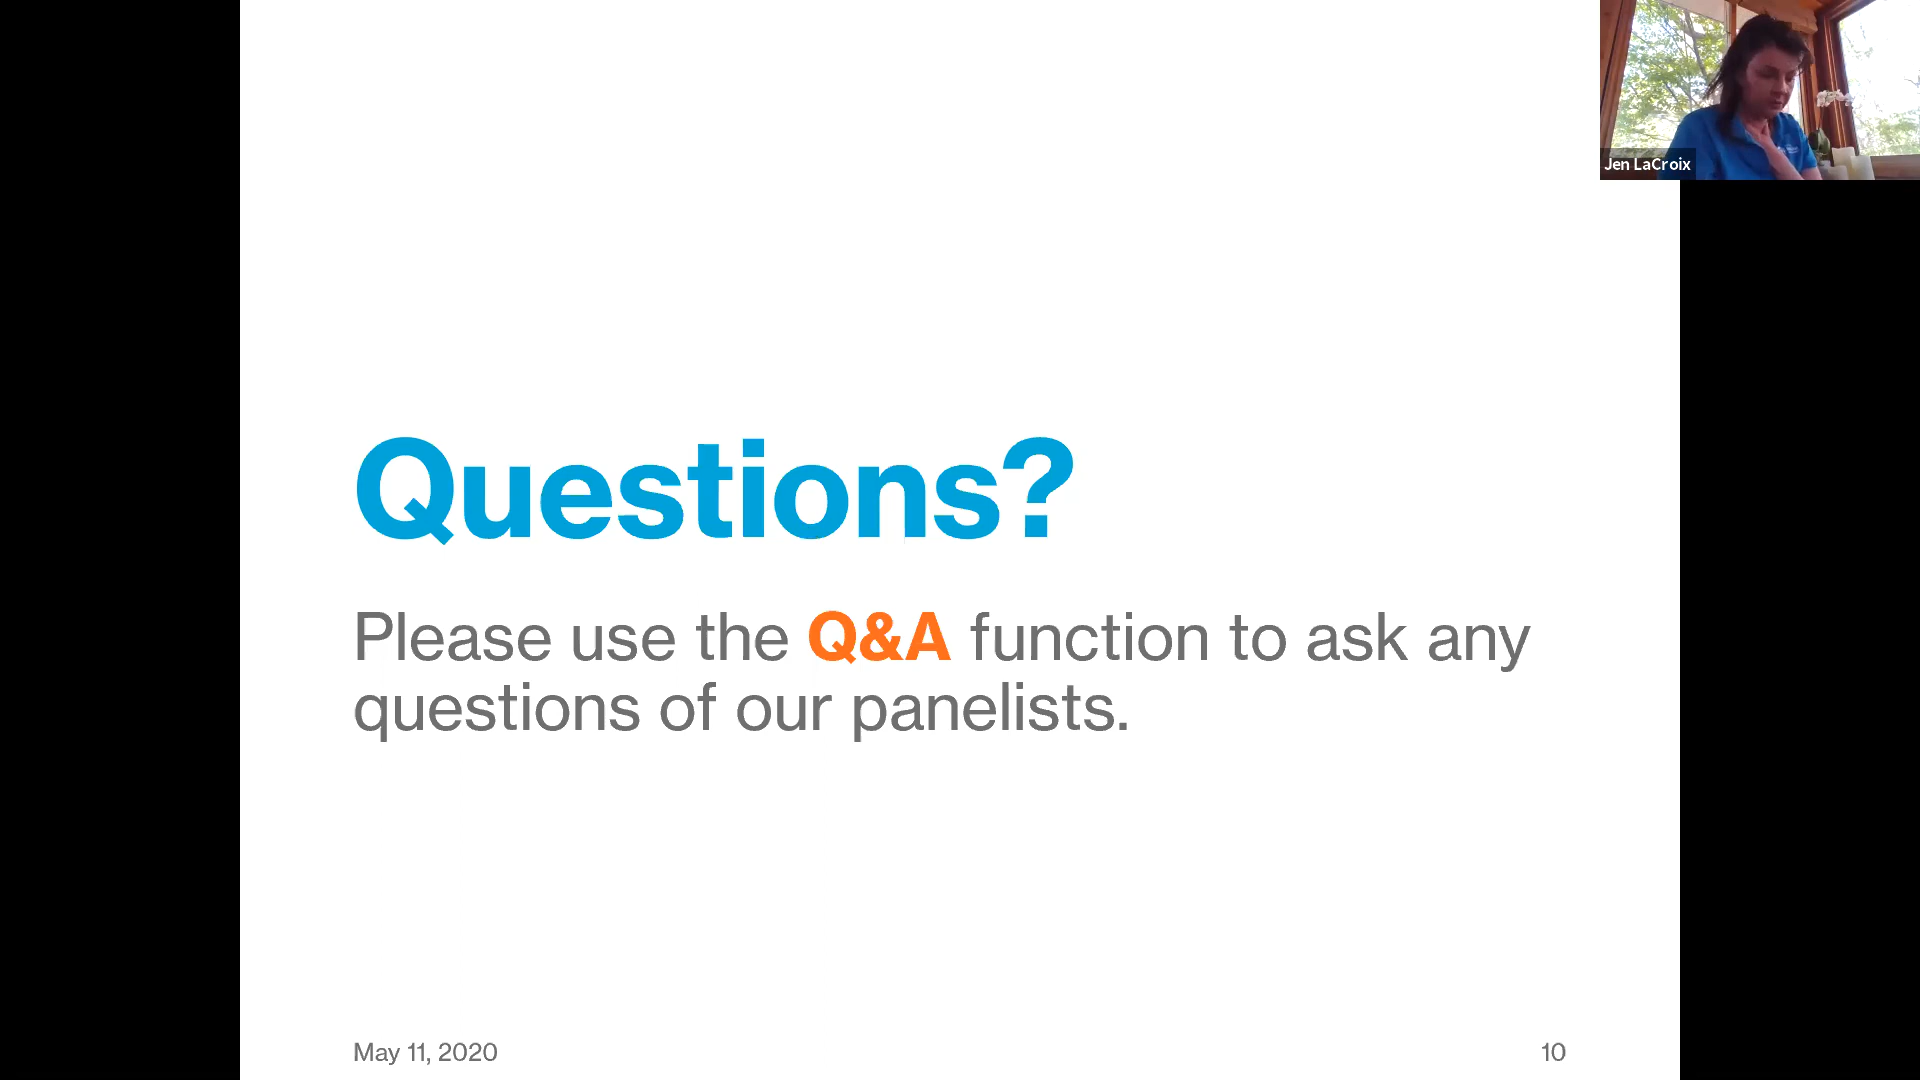 Jen LaCroix
Questions?
Please use the Q&A function to ask any
questions of our panelists.
May 11, 2020
10